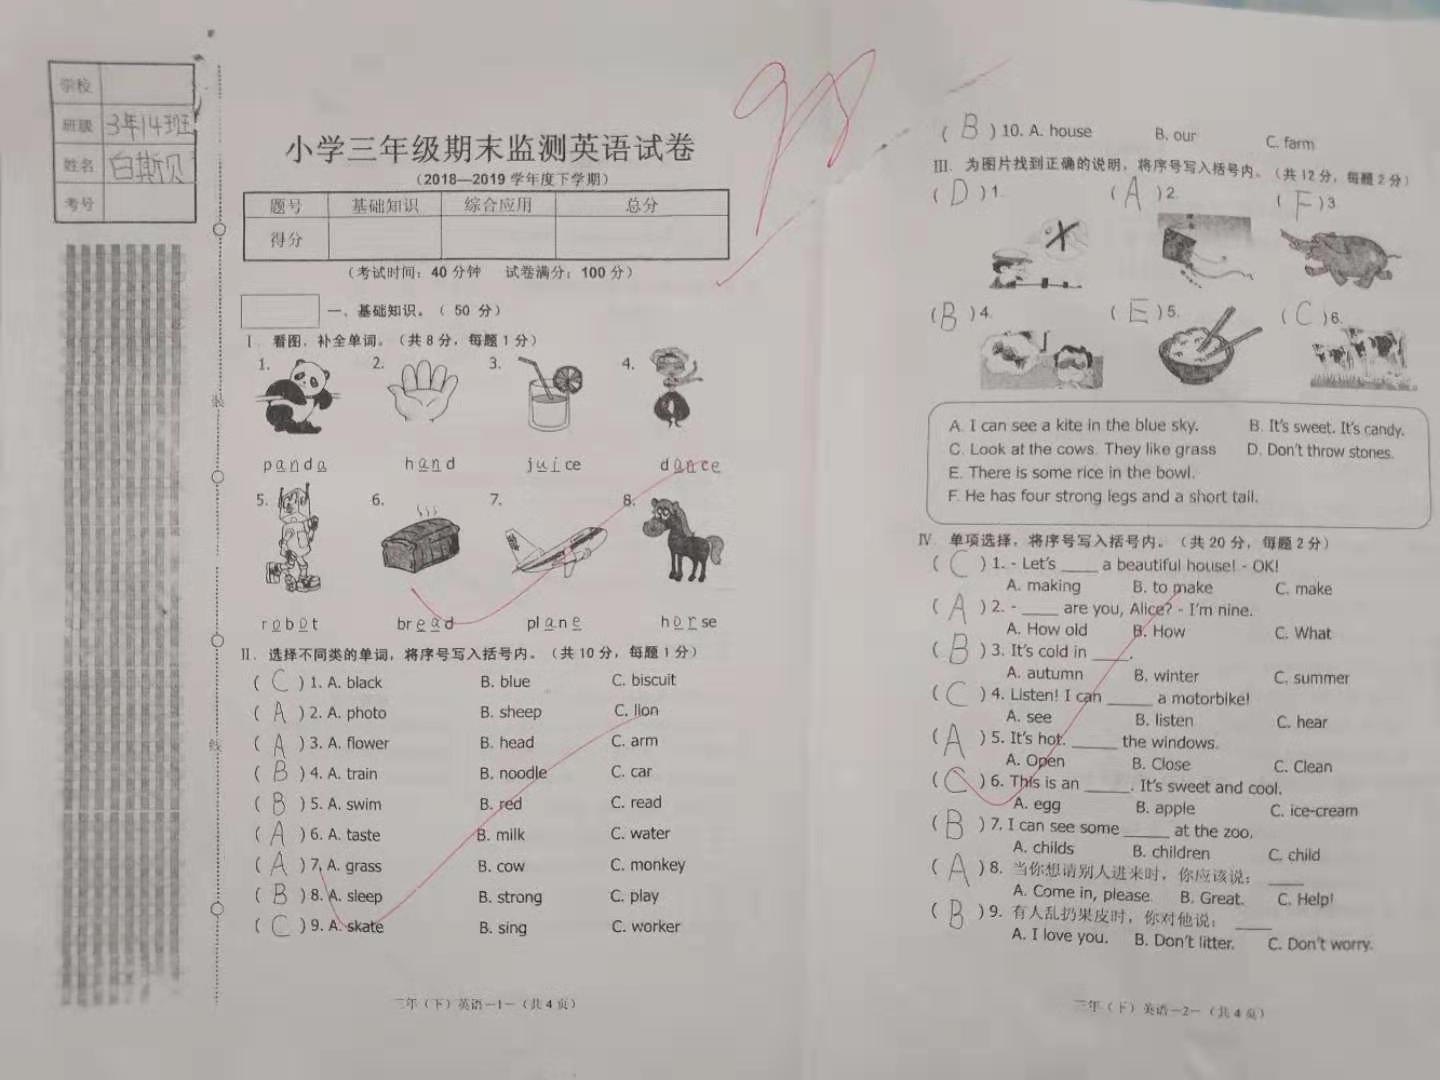 学校
班级 3年14班
姓名 白斯贝
考号
装
线
98
小学三年级期末监测英语试卷
(2018—2019 学年度下学期)
题号 基础知识 综合应用 总分
得分
(考试时间: 40 分钟 试卷满分: 100 分)
一、基础知识。( 50 分)
Ⅰ. 看图, 补全单词。(共 8 分, 每题 1 分)
1. 2. 3. 4.
panda hand juice dance
5. 6. 7. 8.
robot bread plane horse
Ⅱ. 选择不同类的单词, 将序号写入括号内。(共 10 分, 每题 1 分)
( C ) 1. A. black B. blue C. biscuit
( A ) 2. A. photo B. sheep C. lion
( A ) 3. A. flower B. head C. arm
( B ) 4. A. train B. noodle C. car
( B ) 5. A. swim B. red C. read
( A ) 6. A. taste B. milk C. water
( A ) 7. A. grass B. cow C. monkey
( B ) 8. A. sleep B. strong C. play
( C ) 9. A. skate B. sing C. worker
三年（下）英语－1－（共 4 页）
( B ) 10. A. house B. our C. farm
Ⅲ. 为图片找到正确的说明, 将序号写入括号内。(共 12 分, 每题 2 分)
( D ) 1. ( A ) 2. ( F ) 3.
( B ) 4. ( E ) 5. ( C ) 6.
A. I can see a kite in the blue sky. B. It's sweet. It's candy.
C. Look at the cows. They like grass D. Don't throw stones.
E. There is some rice in the bowl.
F. He has four strong legs and a short tail.
Ⅳ. 单项选择, 将序号写入括号内。(共 20 分, 每题 2 分)
( C ) 1. - Let's ____ a beautiful house! - OK!
A. making B. to make C. make
( A ) 2. - ____ are you, Alice? - I'm nine.
A. How old B. How C. What
( B ) 3. It's cold in ____.
A. autumn B. winter C. summer
( C ) 4. Listen! I can _____ a motorbike!
A. see B. listen C. hear
( A ) 5. It's hot. _____ the windows.
A. Open B. Close C. Clean
( C ) 6. This is an _____. It's sweet and cool.
A. egg B. apple C. ice-cream
( B ) 7. I can see some _____ at the zoo.
A. childs B. children C. child
( A ) 8. 当你想请别人进来时, 你应该说: ____
A. Come in, please. B. Great. C. Help!
( B ) 9. 有人乱扔果皮时, 你对他说: ____
A. I love you. B. Don't litter. C. Don't worry.
三年（下）英语－2－（共 4 页）